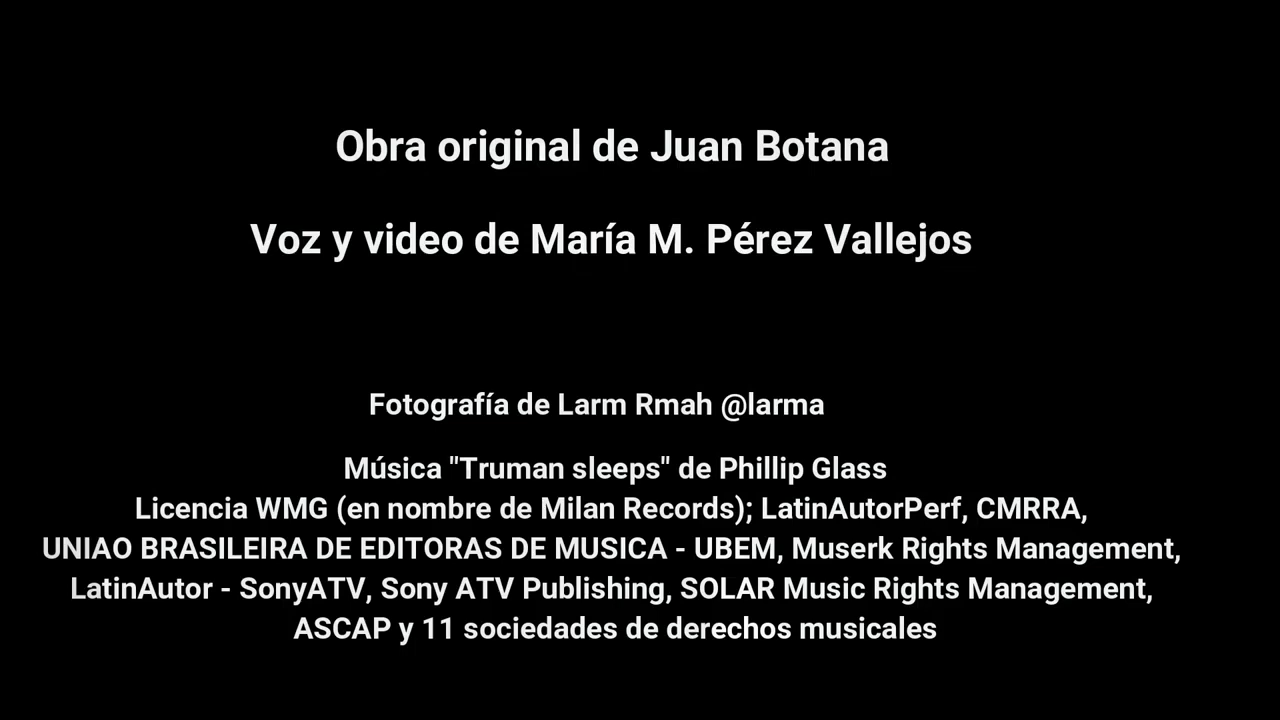 Obra original de Juan Botana
Voz y video de María M. Pérez Vallejos
Fotografía de Larm Rmah @larma
Música "Truman sleeps" de Phillip Glass
Licencia WMG (en nombre de Milan Records); LatinAutorPerf, CMRRA,
UNIAO BRASILEIRA DE EDITORAS DE MUSICA - UBEM, Muserk Rights Management,
LatinAutor - SonyATV, Sony ATV Publishing, SOLAR Music Rights Management,
ASCAP y 11 sociedades de derechos musicales